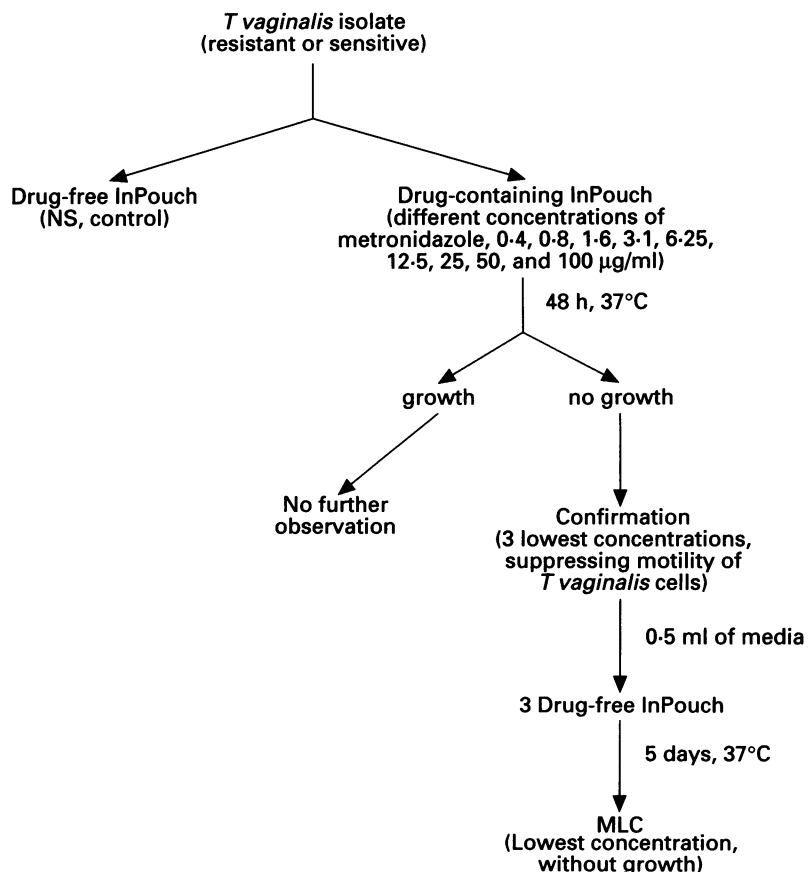 T vaginalis isolate
(resistant or sensitive)
Drug-free InPouch
(NS, control)
Drug-containing InPouch
(different concentrations of
metronidazole, 0·4, 0·8, 1·6, 3·1, 6·25,
12·5, 25, 50, and 100 µg/ml)
48 h, 37°C
growth
no growth
No further
observation
Confirmation
(3 lowest concentrations,
suppressing motility of
T vaginalis cells)
0·5 ml of media
3 Drug-free InPouch
5 days, 37°C
MLC
(Lowest concentration,
without growth)